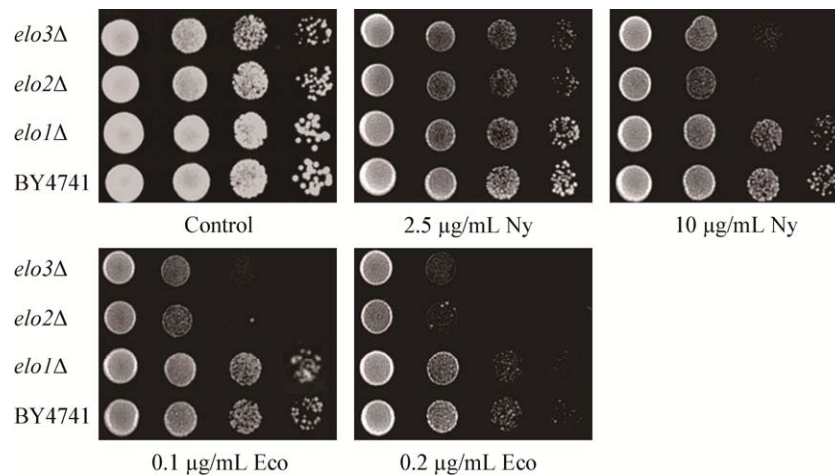 elo3Δ
elo2Δ
elo1Δ
BY4741
Control
2.5 μg/mL Ny
10 μg/mL Ny
elo3Δ
elo2Δ
elo1Δ
BY4741
0.1 μg/mL Eco
0.2 μg/mL Eco